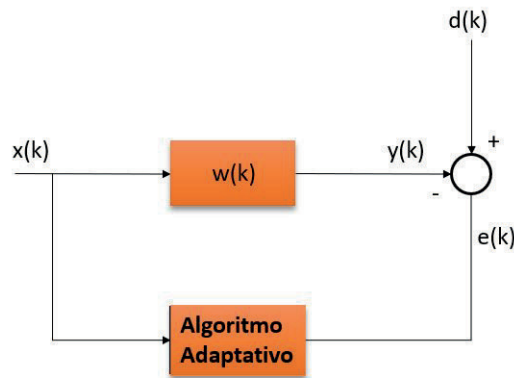 d(k)
+
x(k)
w(k)
y(k)
-
e(k)
Algoritmo
Adaptativo